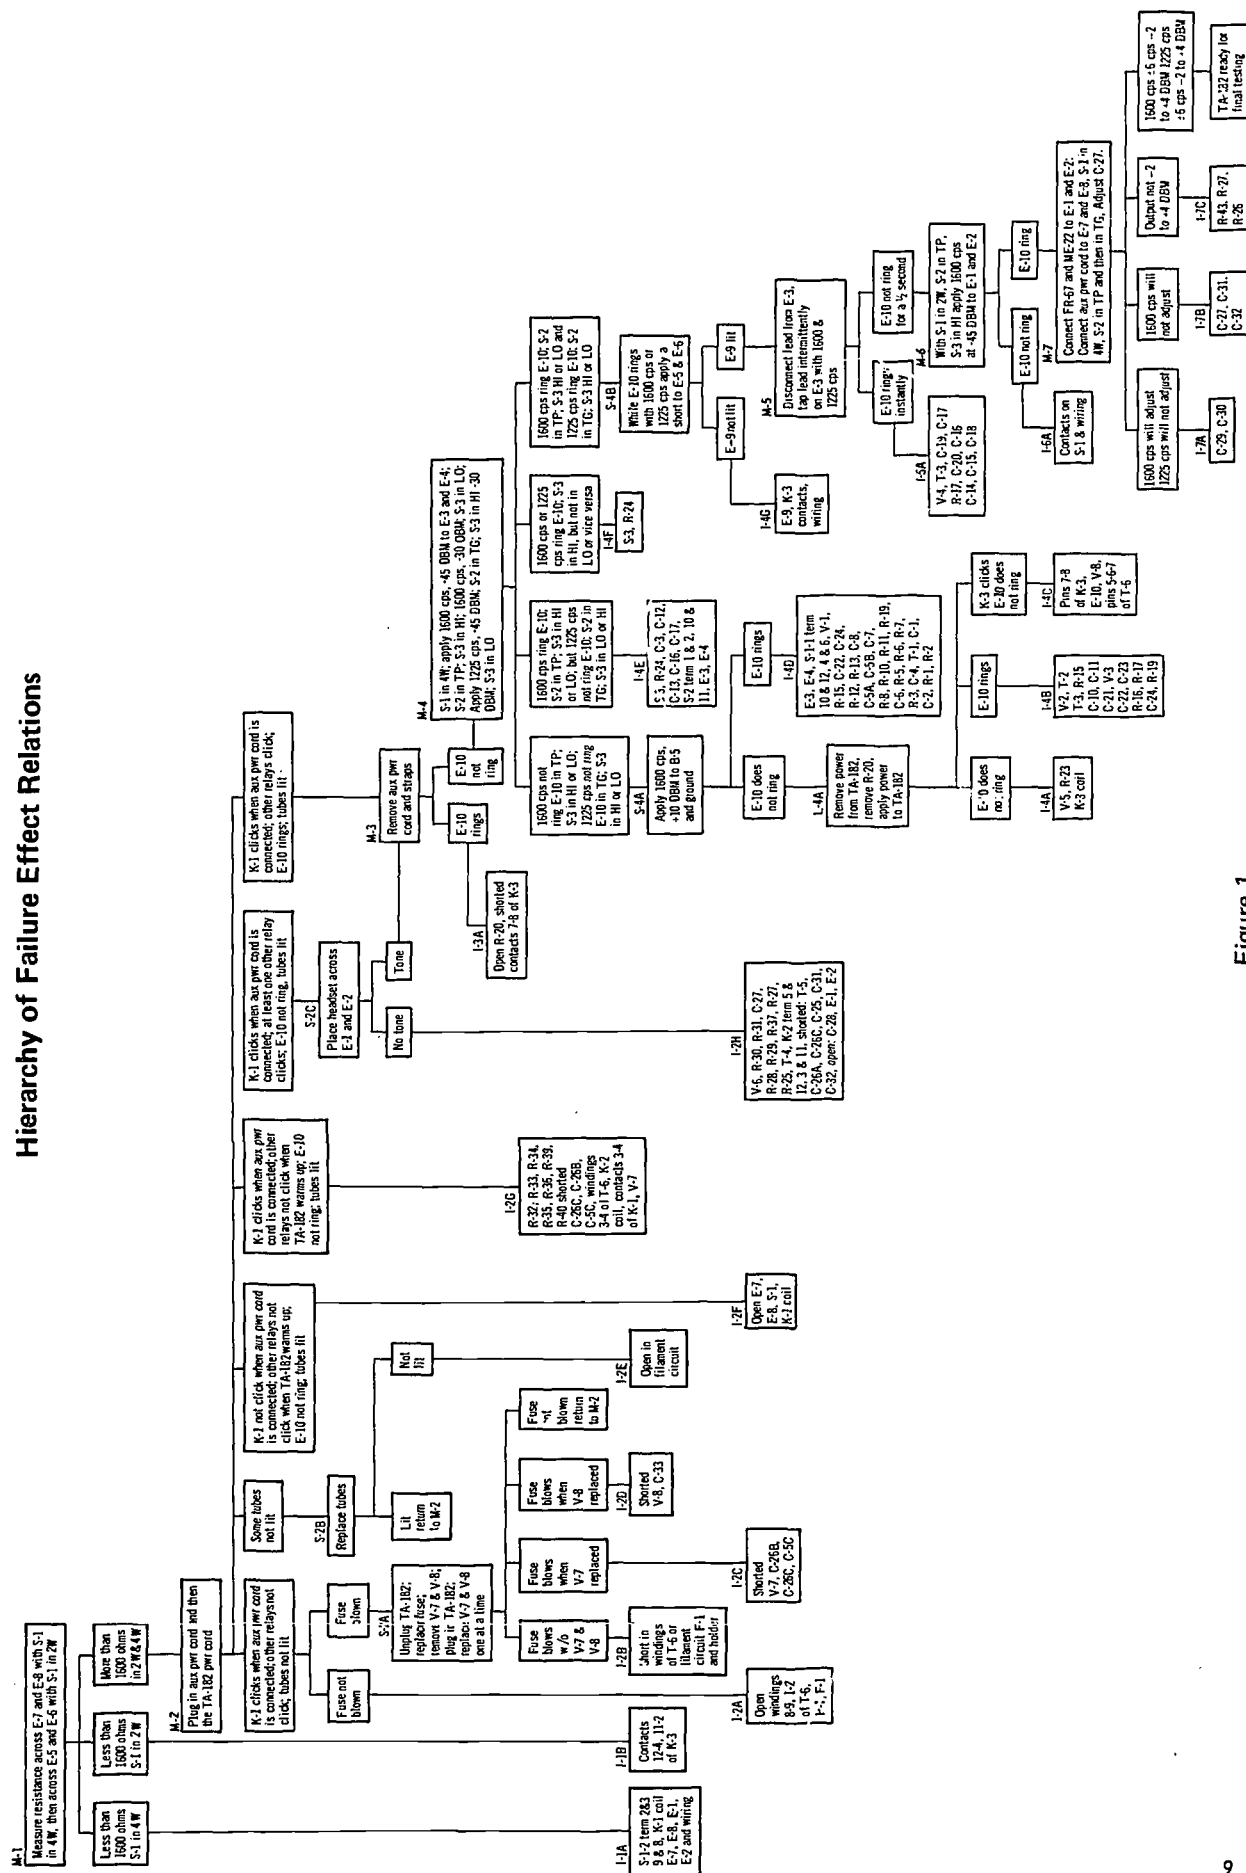 Hierarchy of Failure Effect Relations
M-1
Measure resistance across E-7 and E-8 with S-1
in 4W, then across E-5 and E-6 with S-1 in 2W
Less than
1600 ohms
S-1 in 4W
Less than
1600 ohms
S-1 in 2W
More than
1600 ohms
in 2W & 4W
I-1A
S-1-2 term 2&3
9 & 8, K-1 coil
E-7, E-8, E-1,
E-2 and wiring
I-1B
Contacts
12-4, 11-2
of K-3
M-2
Plug in aux pwr cord and then
the TA-182 pwr cord
K-1 clicks when aux pwr cord
is connected; other relays not
click; tubes not lit
Some tubes
not lit
K-1 not click when aux pwr cord
is connected; other relays not
click when TA-182 warms up;
E-10 not ring; tubes lit
K-1 clicks when aux pwr
cord is connected; other
relays not click when
TA-182 warms up; E-10
not ring; tubes lit
K-1 clicks when aux pwr cord is
connected; at least one other relay
clicks; E-10 not ring, tubes lit
K-1 clicks when aux pwr cord is
connected; other relays click;
E-10 rings; tubes lit
Fuse not
blown
Fuse
blown
I-2A
Open
windings
8-9, 1-2
of T-6,
F-1
S-2A
Unplug TA-182;
replace fuse;
remove V-7 & V-8;
plug in TA-182;
replace V-7 & V-8
one at a time
Fuse
blows
w/o
V-7 &
V-8
Fuse
blows
when
V-7
replaced
Fuse
blows
when
V-8
replaced
Fuse
not
blown
return
to M-2
I-2B
Short in
windings
of T-6 or
filament
circuit F-1
and holder
I-2C
Shorted
V-7, C-26B,
C-26C, C-5C
I-2D
Shorted
V-8, C-33
S-2B
Replace tubes
Lit
return
to M-2
Not
lit
I-2E
Open in
filament
circuit
I-2F
Open E-7,
E-8, S-1,
K-1 coil
I-2G
R-32; R-33, R-34,
R-35, R-36, R-39,
R-40 shorted
C-26C, C-26B,
C-5C, windings
3-4 of T-6, K-2
coil, contacts 3-4
of K-1, V-7
S-2C
Place headset across
E-1 and E-2
No tone
Tone
I-2H
V-6, R-30, R-31, C-27,
R-28, R-29, R-37, R-27,
R-25, T-4, K-2 term 5 &
12, 3 & 11, shorted: T-5,
C-26A, C-26C, C-25, C-31,
C-32, open: C-28, E-1, E-2
M-3
Remove aux pwr
cord and straps
E-10
rings
E-10
not
ring
I-3A
Open R-20, shorted
contacts 7-8 of K-3
M-4
S-1 in 4W; apply 1600 cps, -45 DBM to E-3 and E-4;
S-2 in TP; S-3 in HI; 1600 cps, -30 DBM; S-3 in LO;
Apply 1225 cps, -45 DBM; S-2 in TG; S-3 in HI -30
DBM; S-3 in LO
1600 cps not
ring E-10 in TP;
S-3 in HI or LO;
1225 cps not ring
E-10 in TG; S-3
in HI or LO
1600 cps ring E-10;
S-2 in TP; S-3 in HI
or LO; but 1225 cps
not ring E-10; S-2 in
TG; S-3 in LO or HI
1600 cps or 1225
cps ring E-10; S-3
in HI, but not in
LO or vice versa
1600 cps ring E-10; S-2
in TP; S-3 HI or LO and
1225 cps ring E-10; S-2
in TG; S-3 HI or LO
S-4A
Apply 1600 cps,
+10 DBM to B-5
and ground
I-4E
S-3, R-24, C-3, C-12,
C-13, C-16, C-17,
S-2 term 1 & 2, 10 &
11, E-3, E-4
I-4F
S-3, R-24
E-10 does
not ring
E-10 rings
L-4A
Remove power
from TA-182,
remove R-20,
apply power
to TA-182
I-4D
E-3, E-4, S-1-1 term
10 & 12, 4 & 6, V-1,
R-15, C-22, C-24,
R-12, R-13, C-8,
C-5A, C-5B, C-7,
R-8, R-10, R-11, R-19,
C-6, R-5, R-6, R-7,
R-3, C-4, T-1, C-1,
C-2, R-1, R-2
E-10 does
not ring
E-10 rings
K-3 clicks
E-10 does
not ring
I-4A
V-5, R-23
K-3 coil
I-4B
V-2, T-2
T-3, R-15
C-10, C-11
C-21, V-3
C-22, C-23
R-16, R-17
C-24, R-19
I-4C
Pins 7-8
of K-3,
E-10, V-8,
pins 5-6-7
of T-6
S-4B
While E-10 rings
with 1600 cps or
1225 cps apply a
short to E-5 & E-6
E-9 not lit
E-9 lit
I-4G
E-9, K-3
contacts,
wiring
M-5
Disconnect lead from E-3,
tap lead intermittently
on E-3 with 1600 &
1225 cps
E-10 rings
instantly
E-10 not ring
for a ½ second
I-5A
V-4, T-3, C-19, C-17
R-17, C-20, C-16
C-14, C-15, C-18
M-6
With S-1 in 2W, S-2 in TP,
S-3 in HI apply 1600 cps
at -45 DBM to E-1 and E-2
E-10 not ring
E-10 ring
I-6A
Contacts on
S-1 & wiring
M-7
Connect FR-67 and ME-22 to E-1 and E-2:
Connect aux pwr cord to E-7 and E-8, S-1 in
4W, S-2 in TP and then in TG, Adjust C-27.
1600 cps will adjust
1225 cps will not adjust
1600 cps will
not adjust
Output not -2
to +4 DBM
1600 cps ±6 cps -2
to +4 DBM 1225 cps
±6 cps -2 to +4 DBM
I-7A
C-29, C-30
I-7B
C-27, C-31,
C-32
I-7C
R-43, R-27,
R-26
TA-182 ready for
final testing
Figure 1
9